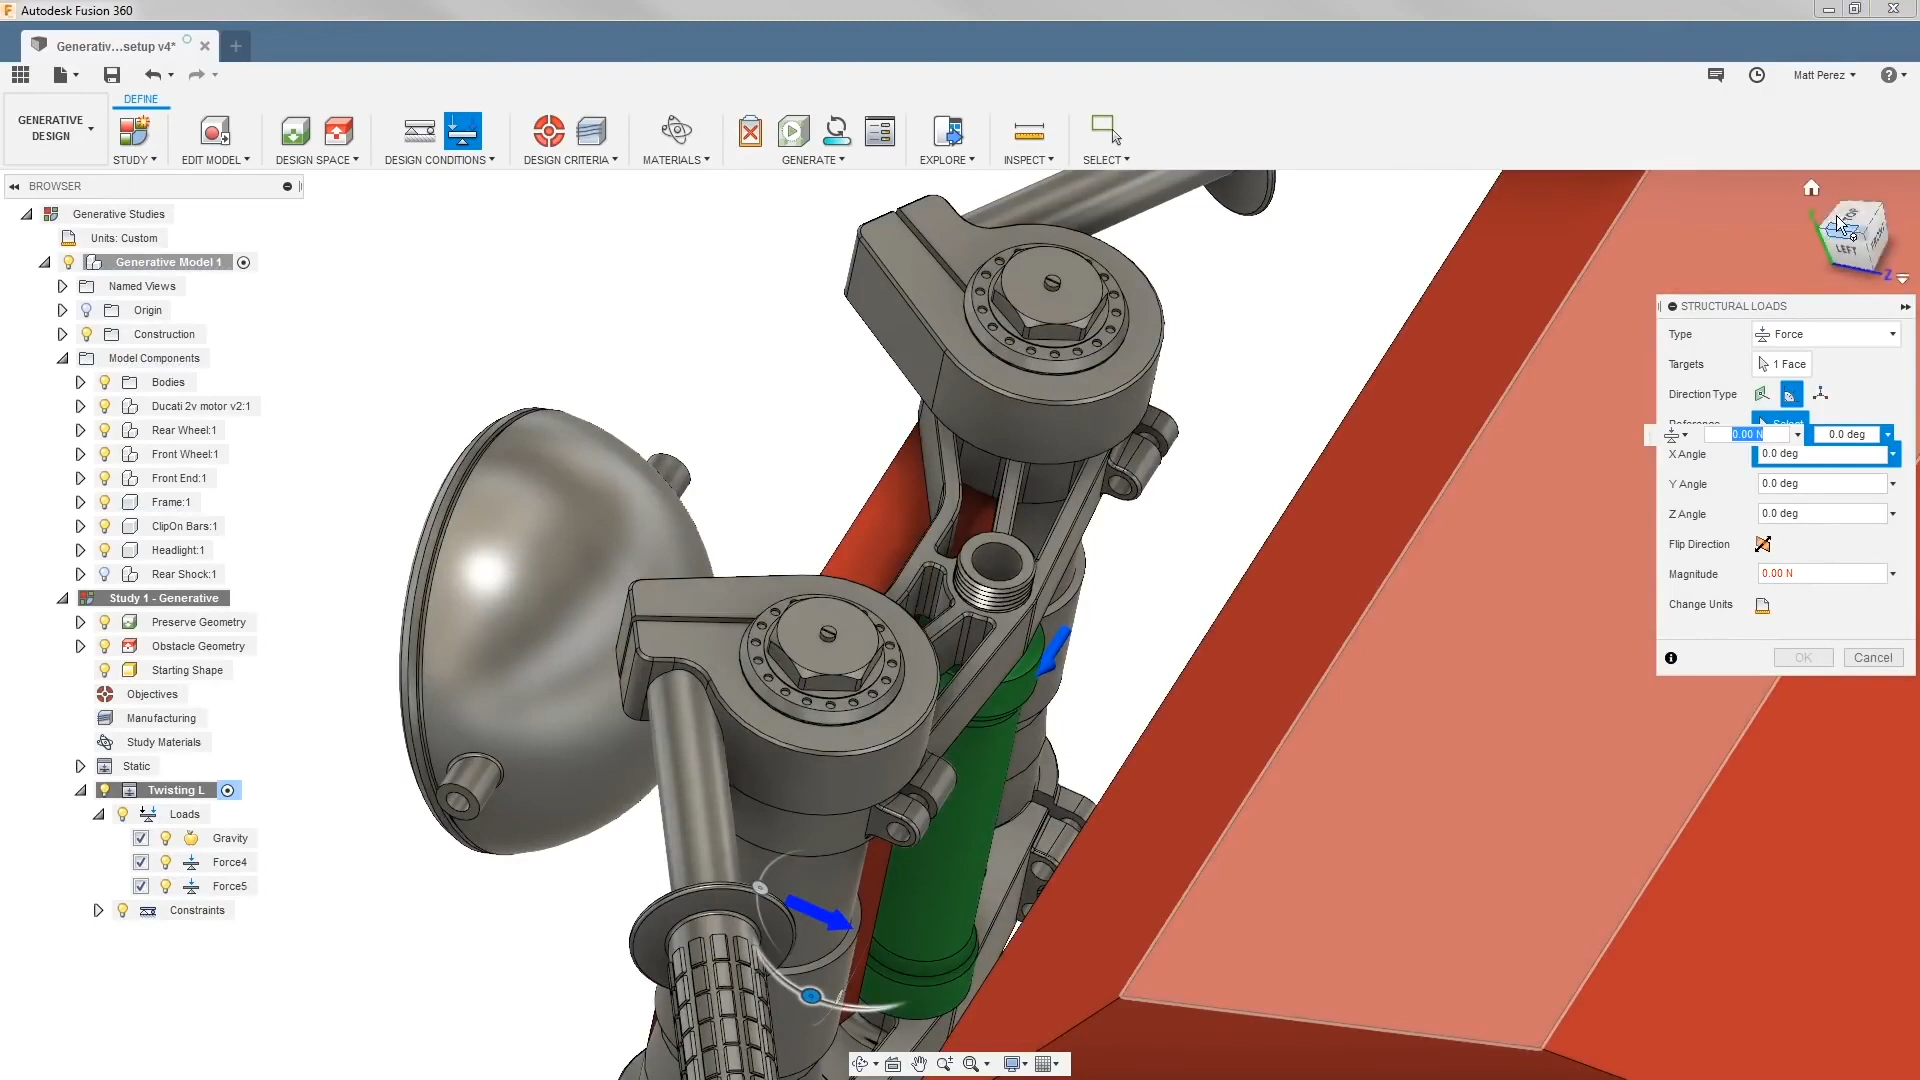 Autodesk Fusion 360
Generativ...setup v4*
Matt Perez
DEFINE
GENERATIVE
DESIGN
STUDY
EDIT MODEL
DESIGN SPACE
DESIGN CONDITIONS
DESIGN CRITERIA
MATERIALS
GENERATE
EXPLORE
INSPECT
SELECT
BROWSER
Generative Studies
Units: Custom
Generative Model 1
Named Views
Origin
Construction
Model Components
Bodies
Ducati 2v motor v2:1
Rear Wheel:1
Front Wheel:1
Front End:1
Frame:1
ClipOn Bars:1
Headlight:1
Rear Shock:1
Study 1 - Generative
Preserve Geometry
Obstacle Geometry
Starting Shape
Objectives
Manufacturing
Study Materials
Static
Twisting L
Loads
Gravity
Force4
Force5
Constraints
LEFT
Z
STRUCTURAL LOADS
Type Force
Targets 1 Face
Direction Type
0.00 N 0.0 deg
X Angle 0.0 deg
Y Angle 0.0 deg
Z Angle 0.0 deg
Flip Direction
Magnitude 0.00 N
Change Units
OK Cancel